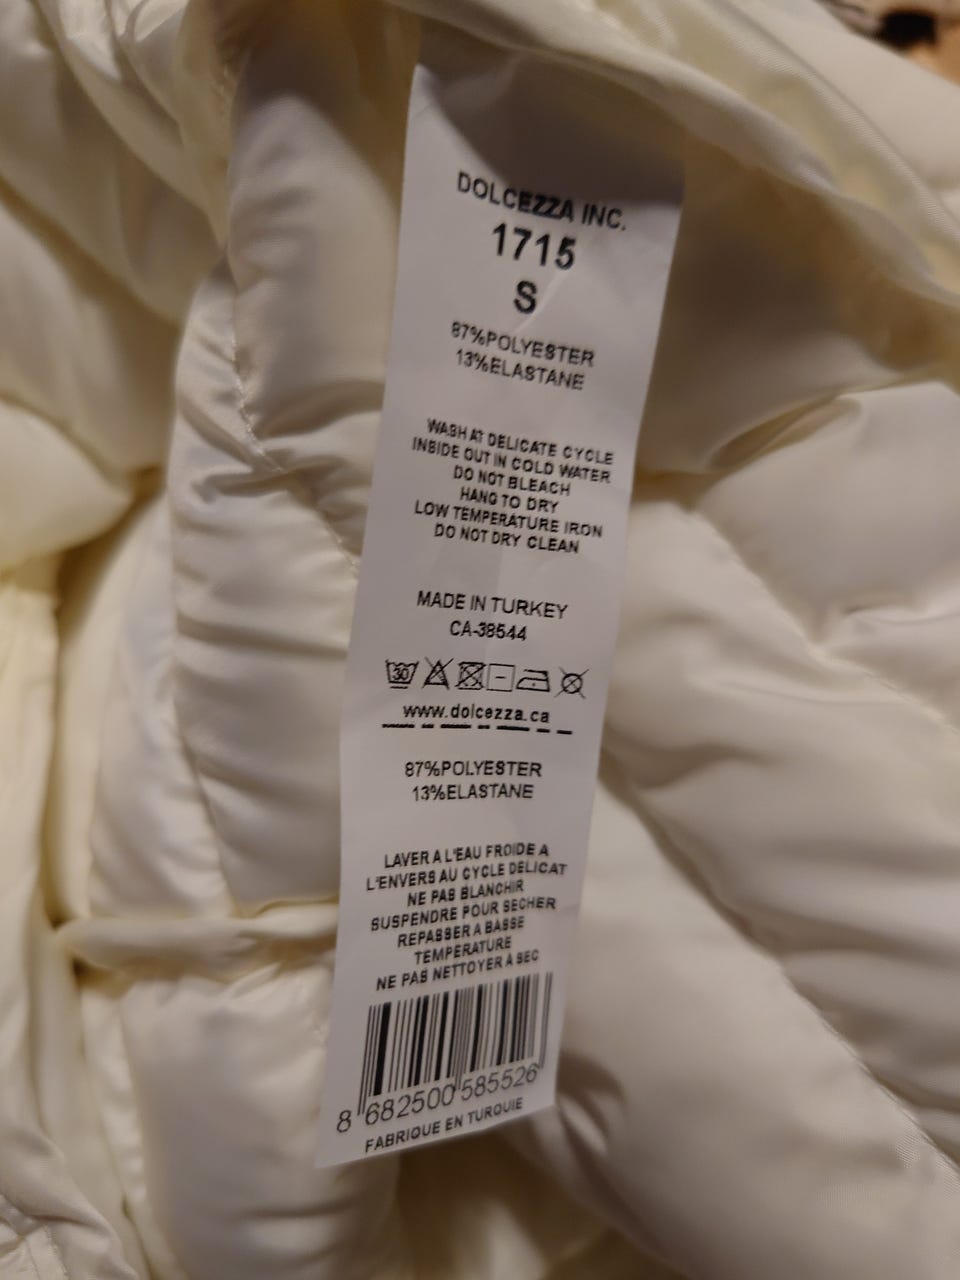 DOLCEZZA INC.
1715
S
87%POLYESTER
13%ELASTANE
WASH AT DELICATE CYCLE
INSIDE OUT IN COLD WATER
DO NOT BLEACH
HANG TO DRY
LOW TEMPERATURE IRON
DO NOT DRY CLEAN
MADE IN TURKEY
CA-38544
30
www.dolcezza.ca
87%POLYESTER
13%ELASTANE
LAVER A L'EAU FROIDE A
L'ENVERS AU CYCLE DELICAT
NE PAS BLANCHIR
SUSPENDRE POUR SECHER
REPASSER A BASSE
TEMPERATURE
NE PAS NETTOYER A SEC
8 682500 585526
FABRIQUE EN TURQUIE